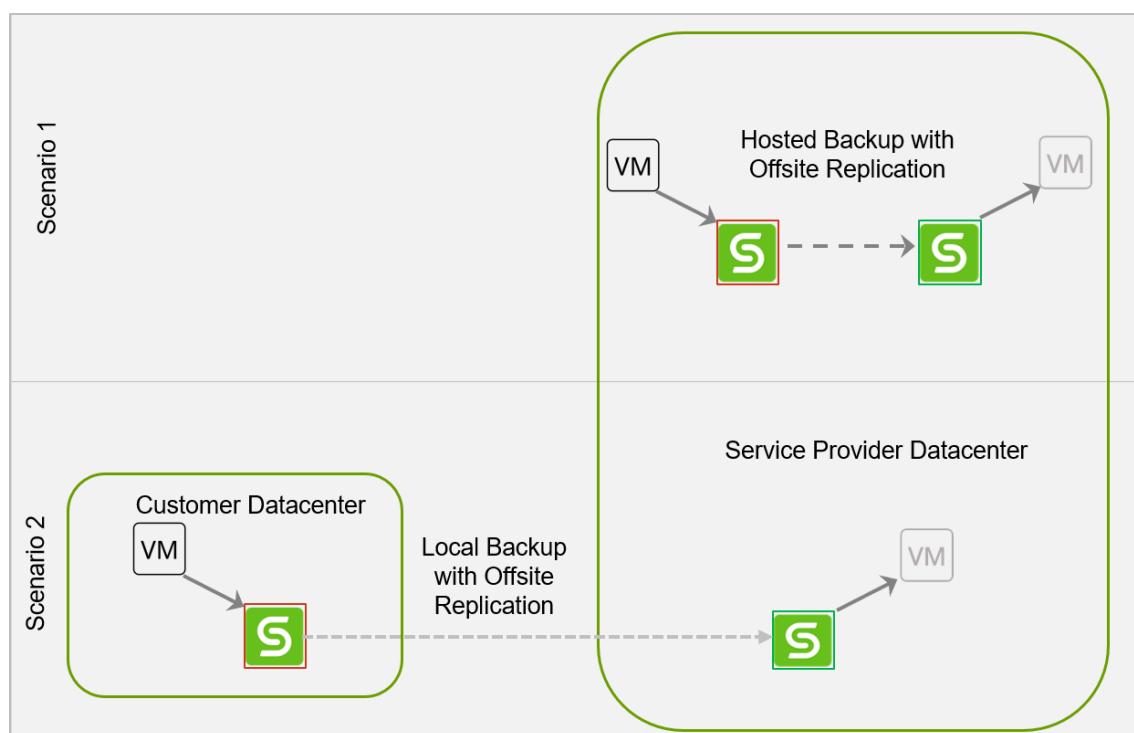 Scenario 1
Hosted Backup with
Offsite Replication
VM
VM
S
S
Service Provider Datacenter
Scenario 2
Customer Datacenter
VM
Local Backup
with Offsite
Replication
VM
S
S